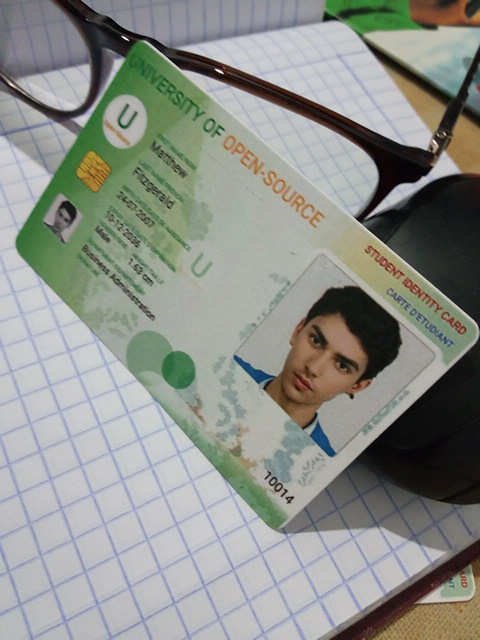 UNIVERSITY OF OPEN-SOURCE
STUDENT IDENTITY CARD
CARTE D'ETUDIANT
U
Matthew
Fitzgerald
24-07-2007
10-12-2036
Male 1.63 cm
Business Administration
U
10014